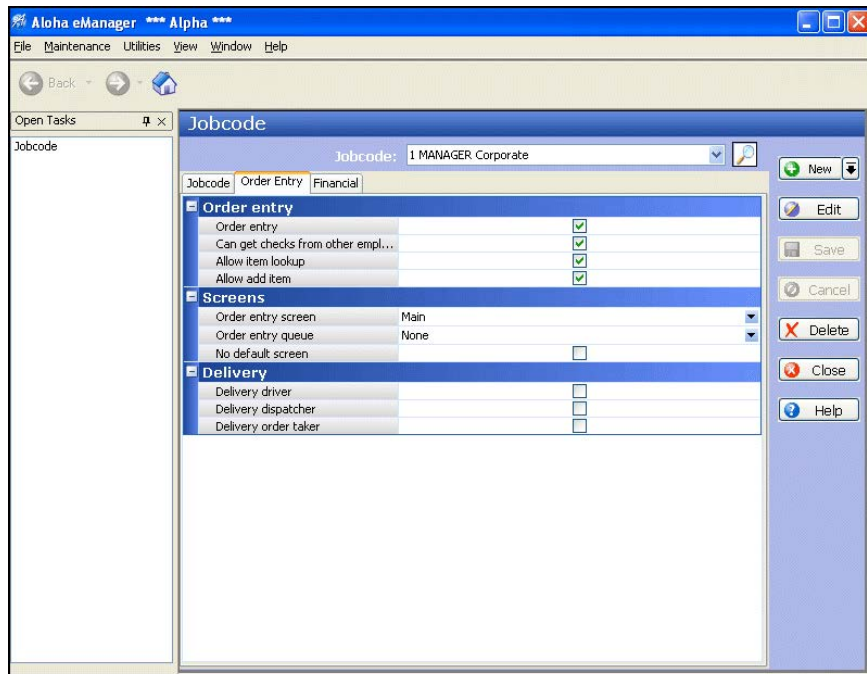 Aloha eManager *** Alpha ***
File Maintenance Utilities View Window Help
Back
Open Tasks
Jobcode
Jobcode
Jobcode: 1 MANAGER Corporate
Jobcode Order Entry Financial
Order entry
Order entry
Can get checks from other empl...
Allow item lookup
Allow add item
Screens
Order entry screen Main
Order entry queue None
No default screen
Delivery
Delivery driver
Delivery dispatcher
Delivery order taker
New
Edit
Save
Cancel
Delete
Close
Help